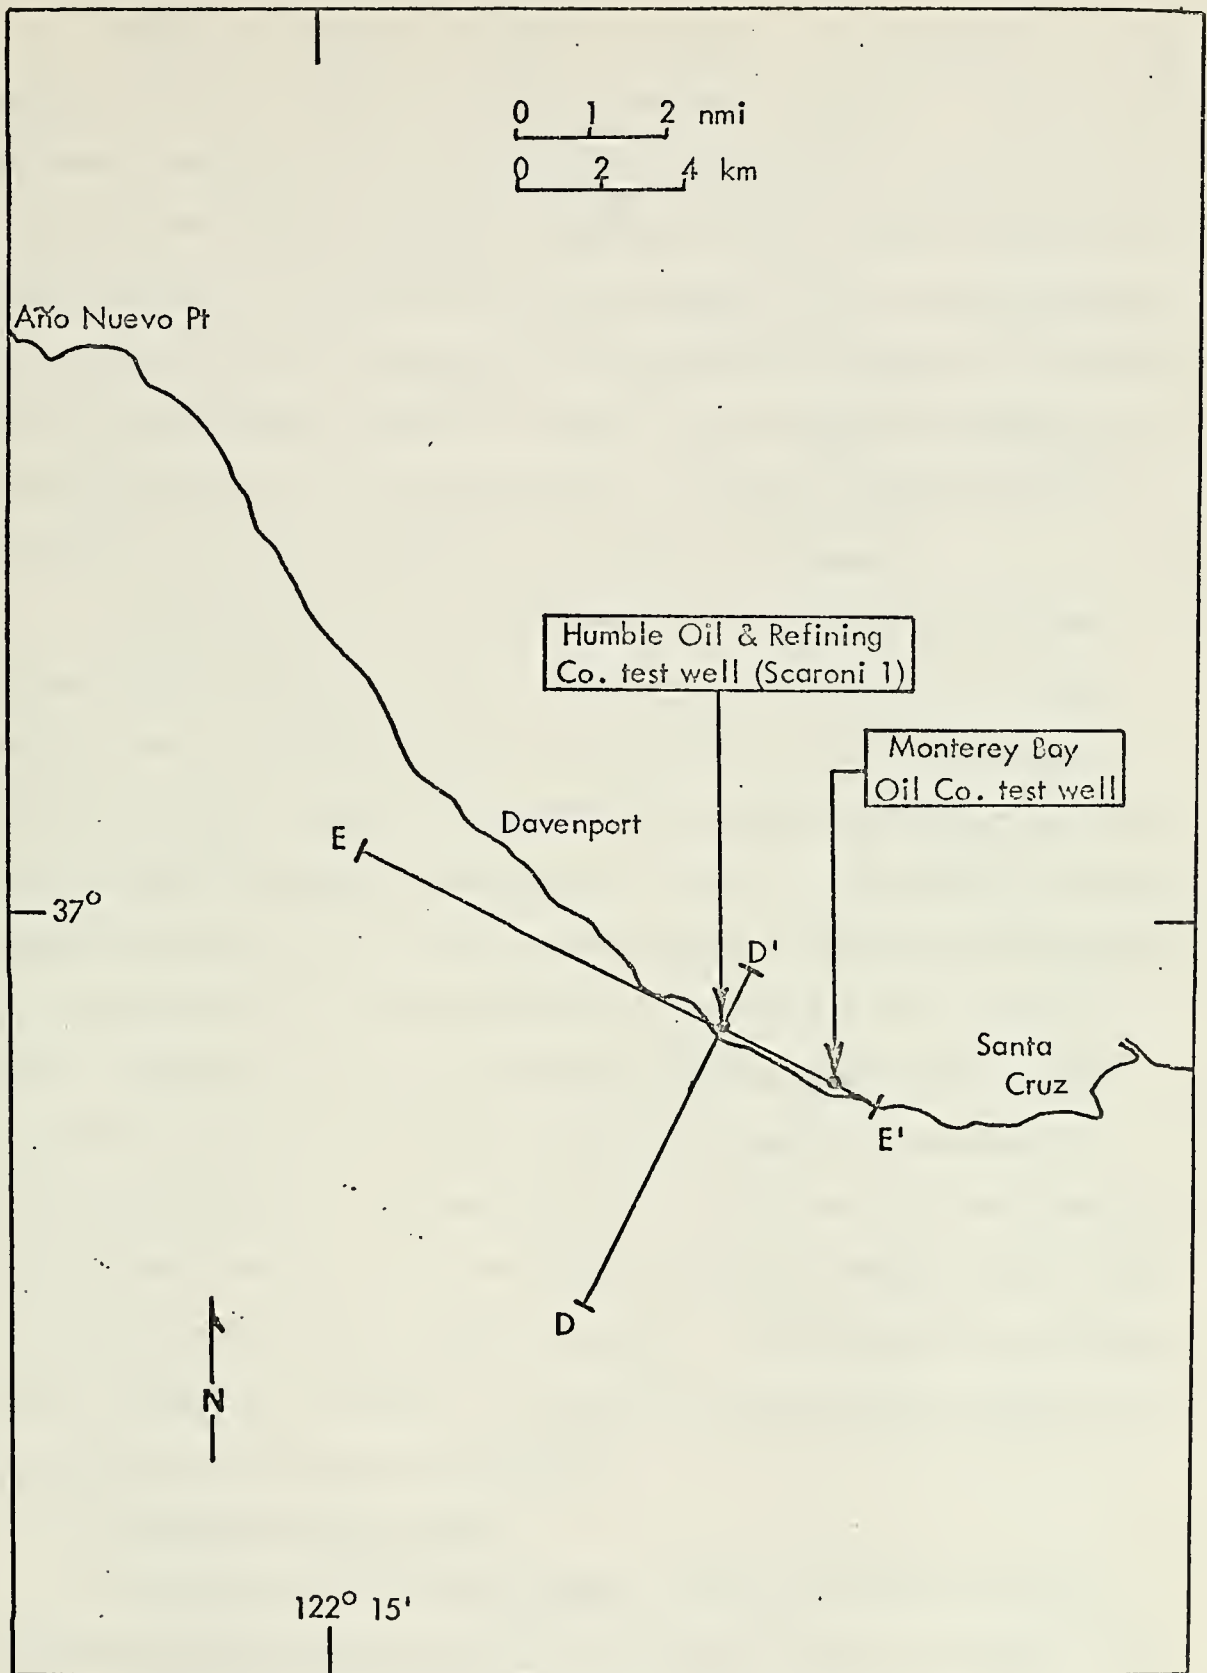 0 1 2 nmi
0 2 4 km
Año Nuevo Pt
Humble Oil & Refining
Co. test well (Scaroni 1)
Monterey Bay
Oil Co. test well
Davenport
E
37°
D'
Santa
Cruz
E'
D
N
122° 15'